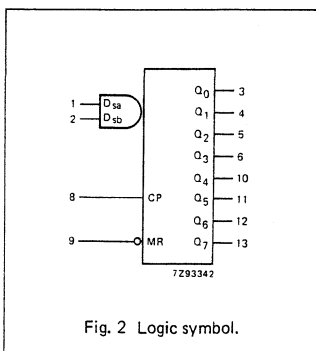 1 Dsa
2 Dsb
Q0 3
Q1 4
Q2 5
Q3 6
Q4 10
8 CP Q5 11
Q6 12
9 MR Q7 13
7Z93342
Fig. 2 Logic symbol.